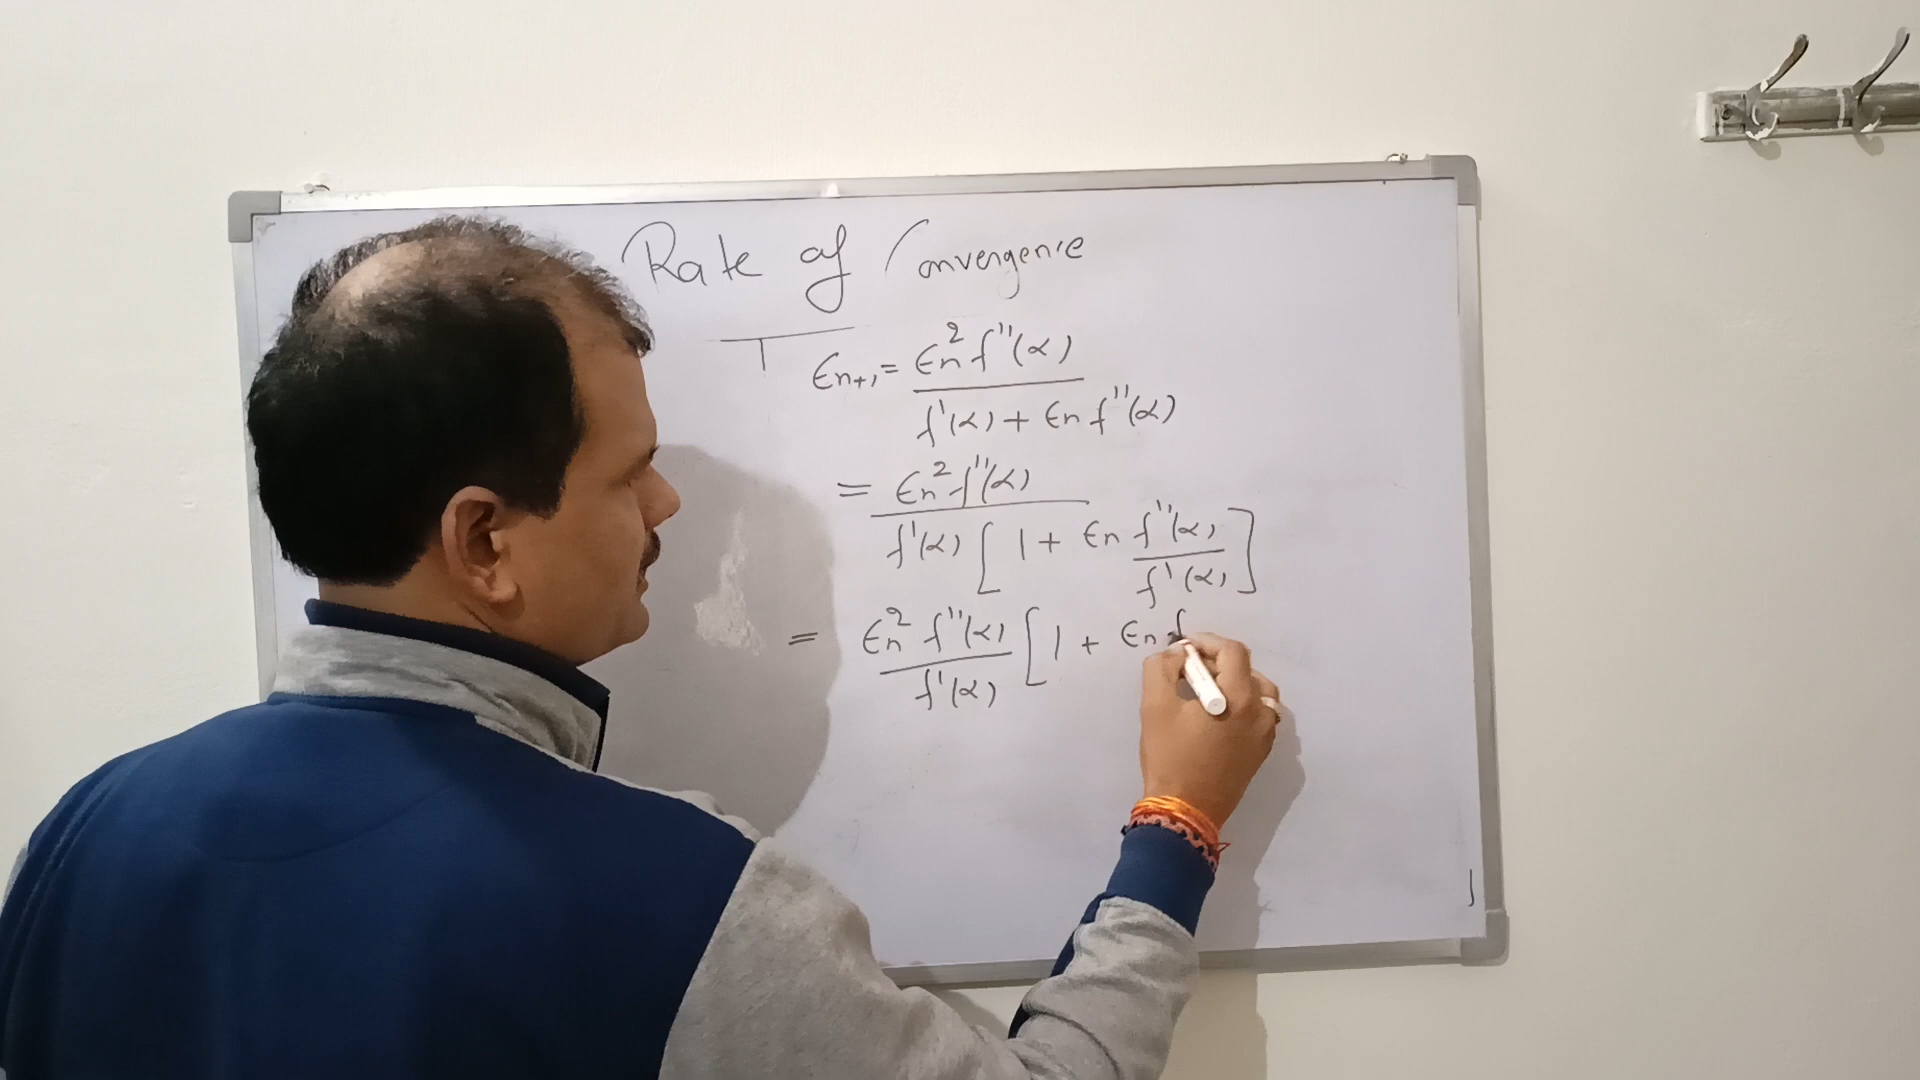 Rate of Convergence
ϵn+1 = ϵn² f''(α) / f'(α) + ϵn f''(α)
= ϵn² f''(α) / f'(α) [ 1 + ϵn f''(α) / f'(α) ]
= ϵn² f''(α) / f'(α) [ 1 + ϵn f